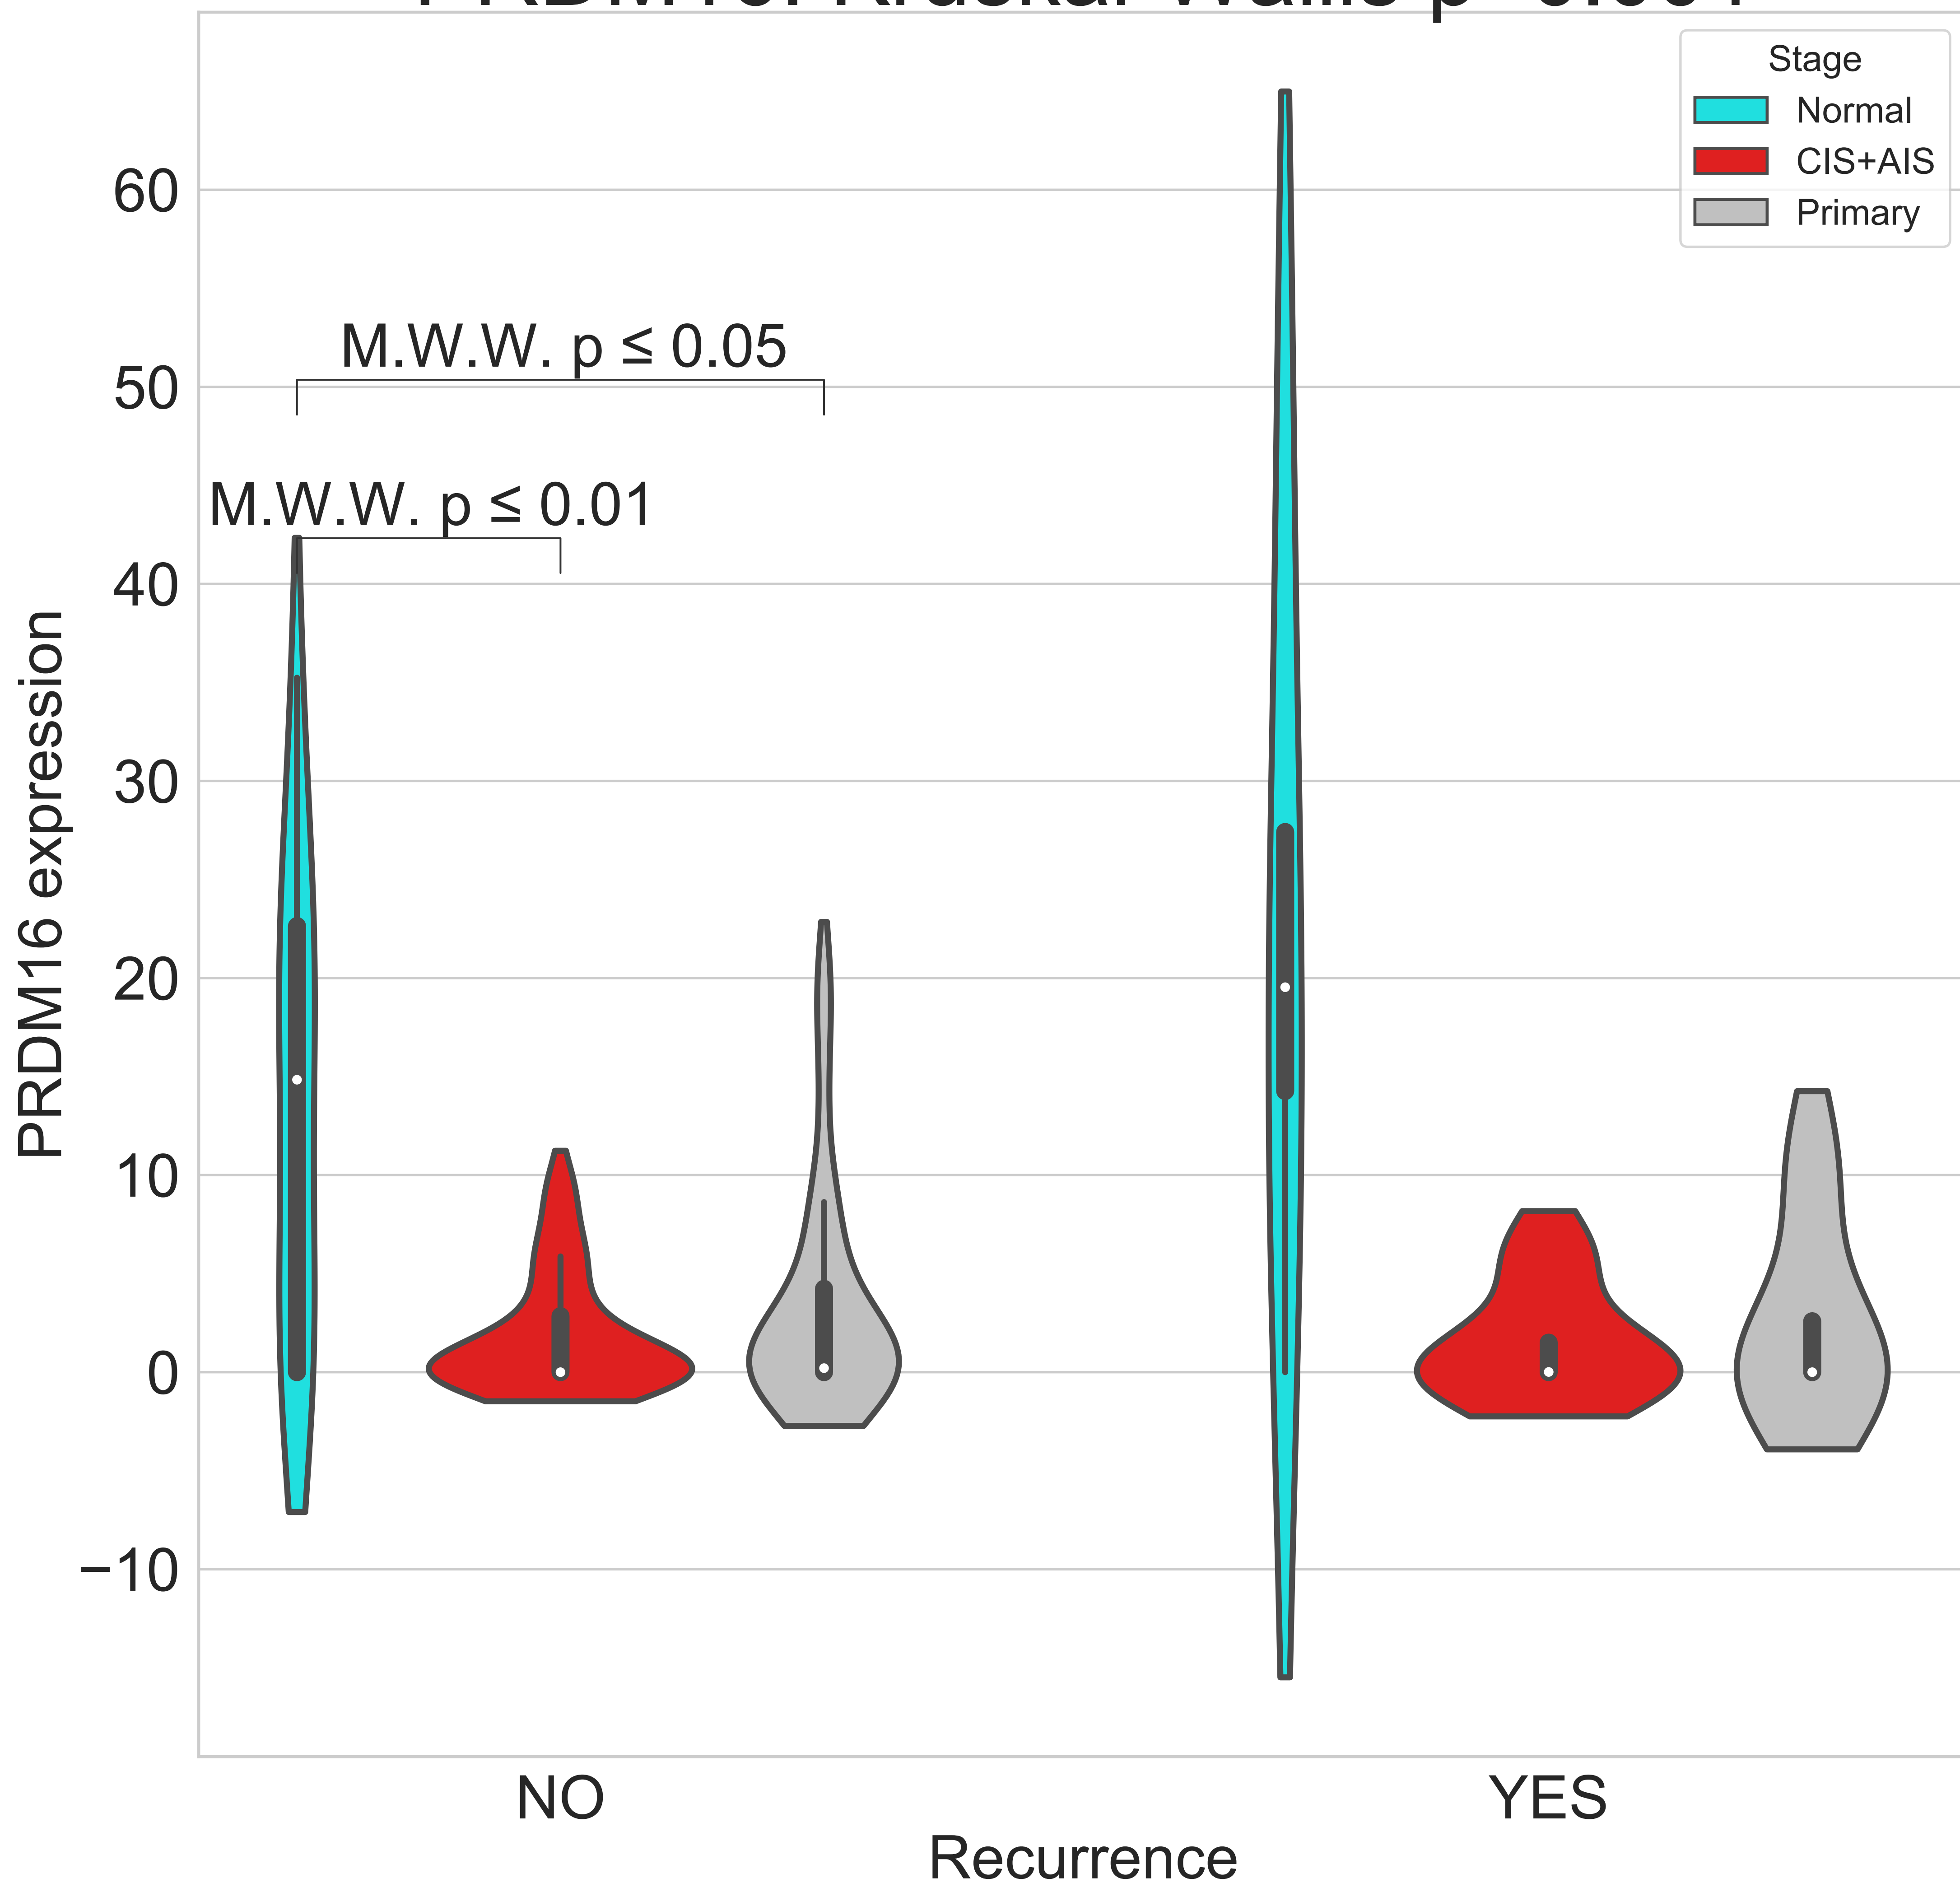 Stage
Normal
CIS+AIS
Primary
60
50
40
30
20
10
0
−10
PRDM16 expression
M.W.W. p ≤ 0.05
M.W.W. p ≤ 0.01
NO
YES
Recurrence